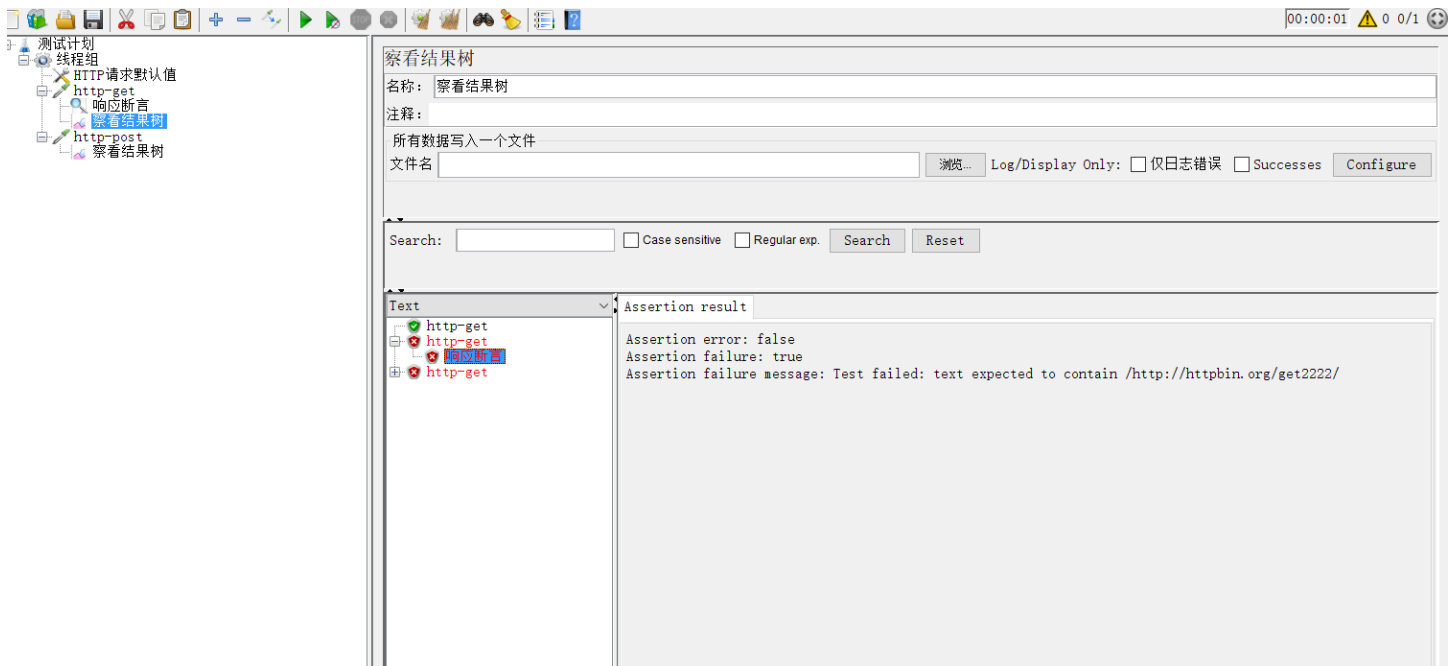 00:00:01 0 0/1
测试计划
线程组
HTTP请求默认值
http-get
响应断言
察看结果树
http-post
察看结果树
察看结果树
名称: 察看结果树
注释:
所有数据写入一个文件
文件名 浏览… Log/Display Only: 仅日志错误 Successes Configure
Search: Case sensitive Regular exp. Search Reset
Text
http-get
http-get
响应断言
http-get
Assertion result
Assertion error: false
Assertion failure: true
Assertion failure message: Test failed: text expected to contain /http://httpbin.org/get2222/